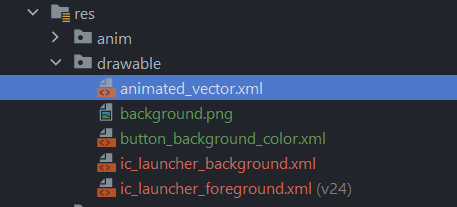 res
anim
drawable
animated_vector.xml
background.png
button_background_color.xml
ic_launcher_background.xml
ic_launcher_foreground.xml (v24)